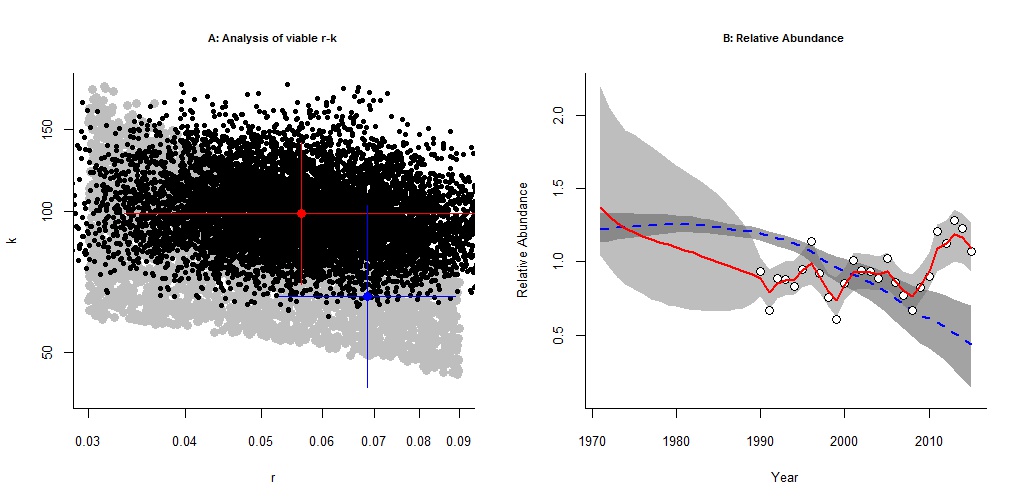 A: Analysis of viable r-k
k
150
100
50
0.03 0.04 0.05 0.06 0.07 0.08 0.09
r
B: Relative Abundance
Relative Abundance
2.0
1.5
1.0
0.5
1970 1980 1990 2000 2010
Year